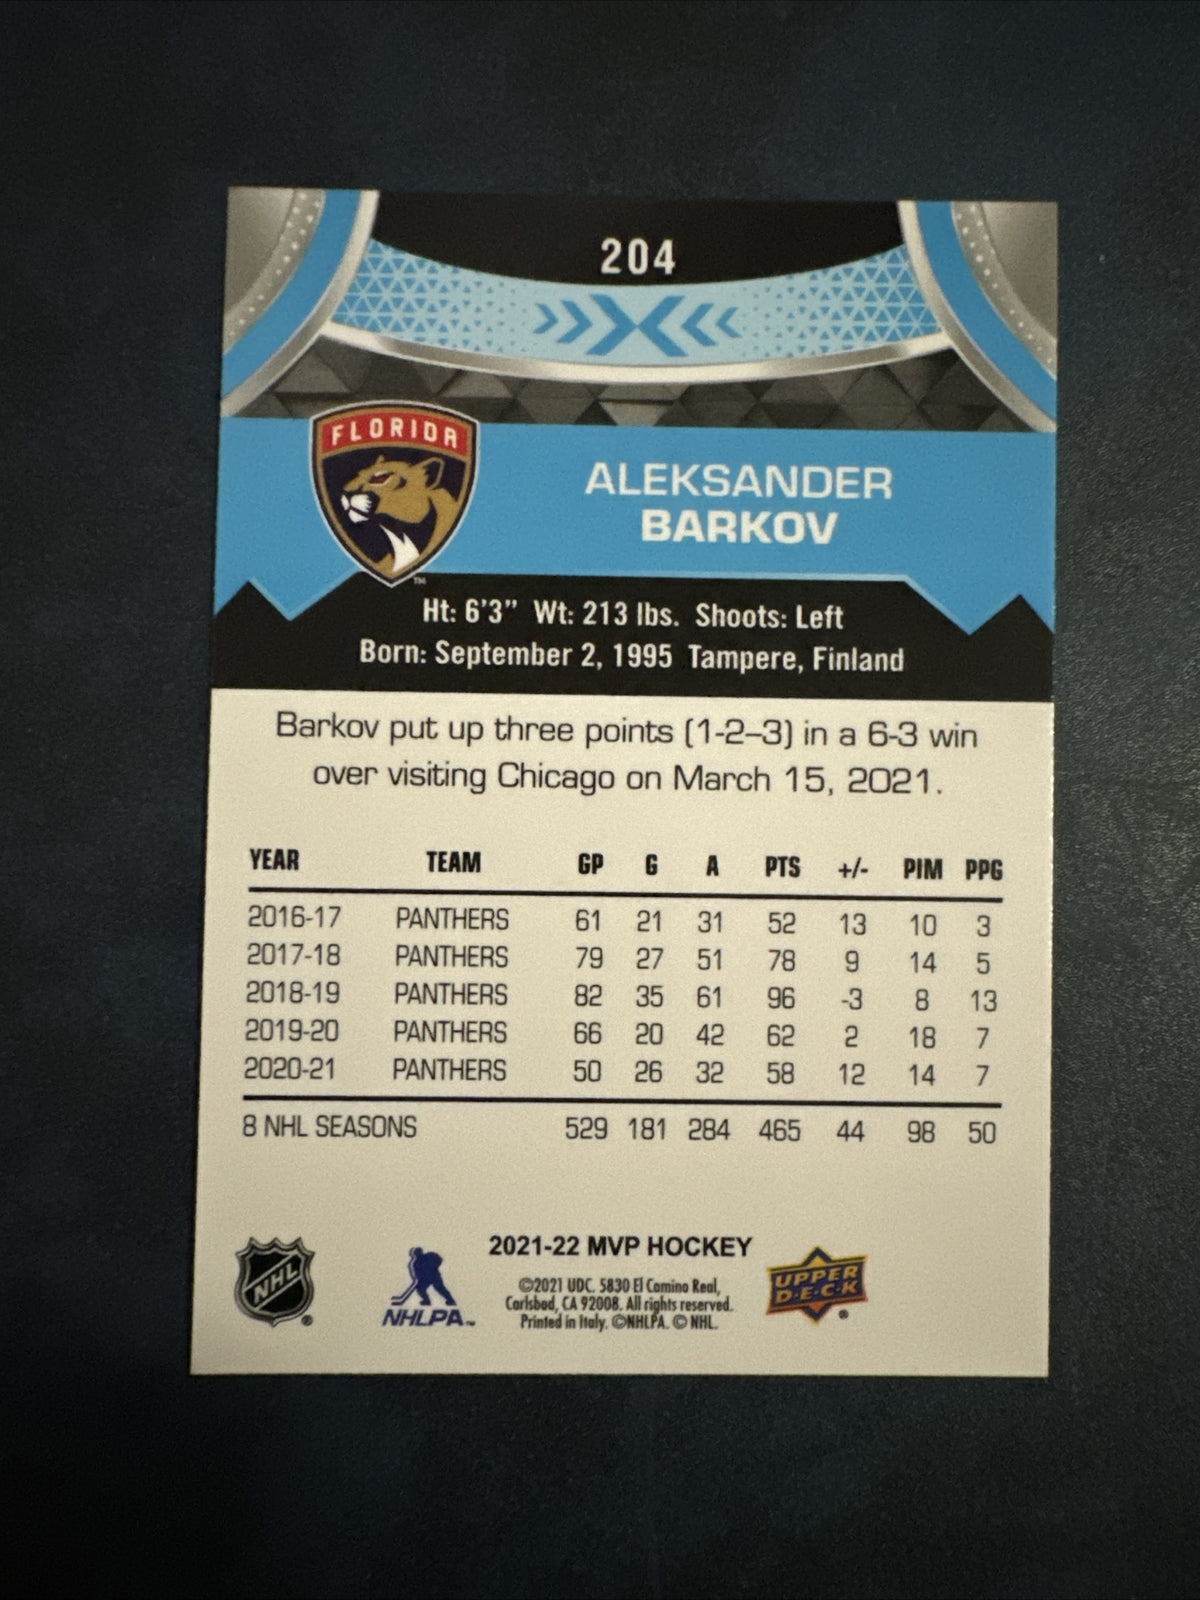 204
FLORIDA
TM
ALEKSANDER
BARKOV
Ht: 6'3" Wt: 213 lbs. Shoots: Left
Born: September 2, 1995 Tampere, Finland
Barkov put up three points (1-2–3) in a 6-3 win
over visiting Chicago on March 15, 2021.
YEAR TEAM GP G A PTS +/- PIM PPG
2016-17 PANTHERS 61 21 31 52 13 10 3
2017-18 PANTHERS 79 27 51 78 9 14 5
2018-19 PANTHERS 82 35 61 96 -3 8 13
2019-20 PANTHERS 66 20 42 62 2 18 7
2020-21 PANTHERS 50 26 32 58 12 14 7
8 NHL SEASONS 529 181 284 465 44 98 50
2021-22 MVP HOCKEY
NHL ®
NHLPA™
©2021 UDC. 5830 El Camino Real,
Carlsbad, CA 92008. All rights reserved.
Printed in Italy. ©NHLPA. © NHL.
UPPER
D·E·C·K ®